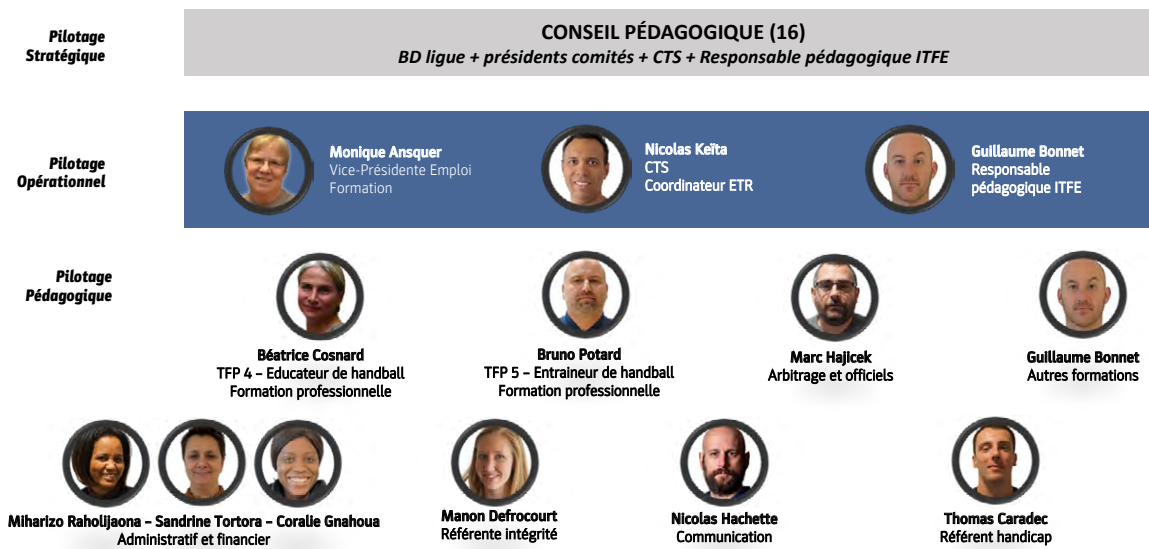 Pilotage
Stratégique
CONSEIL PÉDAGOGIQUE (16)
BD ligue + présidents comités + CTS + Responsable pédagogique ITFE
Pilotage
Opérationnel
Monique Ansquer
Vice-Présidente Emploi
Formation
Nicolas Keïta
CTS
Coordinateur ETR
Guillaume Bonnet
Responsable
pédagogique ITFE
Pilotage
Pédagogique
Béatrice Cosnard
TFP 4 – Educateur de handball
Formation professionnelle
Bruno Potard
TFP 5 – Entraineur de handball
Formation professionnelle
Marc Hajicek
Arbitrage et officiels
Guillaume Bonnet
Autres formations
Miharizo Raholijaona – Sandrine Tortora – Coralie Gnahoua
Administratif et financier
Manon Defrocourt
Référente intégrité
Nicolas Hachette
Communication
Thomas Caradec
Référent handicap